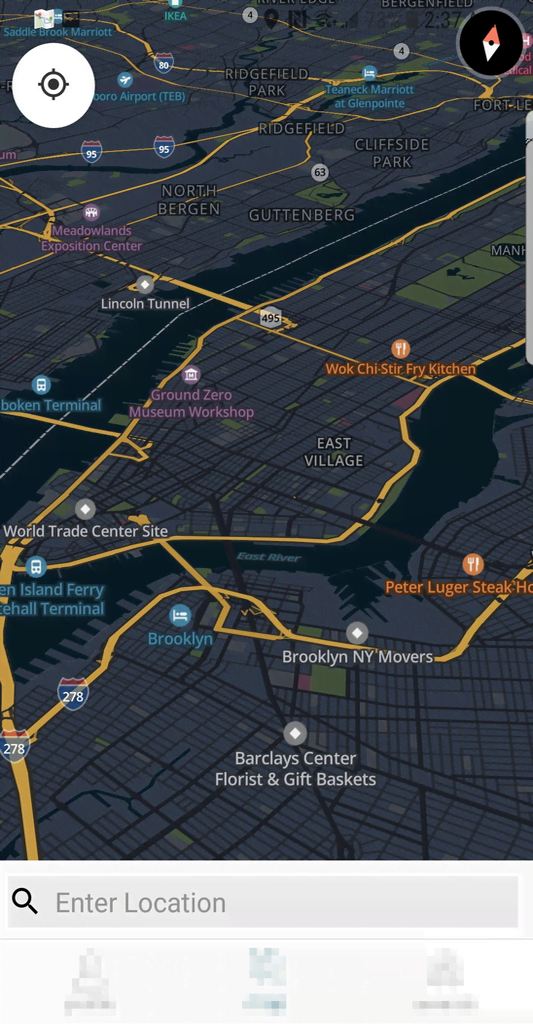 IKEA
4
Saddle Brook Marriott
4
80
RIDGEFIELD
PARK
Teaneck Marriott
at Glenpointe
boro Airport (TEB)
FORT LE
RIDGEFIELD
95
95
CLIFFSIDE
PARK
63
NORTH
BERGEN
GUTTENBERG
Meadowlands
Exposition Center
MANH
Lincoln Tunnel
495
Wok Chi-Stir Fry Kitchen
Ground Zero
Museum Workshop
boken Terminal
EAST
VILLAGE
World Trade Center Site
East River
en Island Ferry
tehall Terminal
Peter Luger Steak Ho
Brooklyn
Brooklyn NY Movers
278
278
Barclays Center
Florist & Gift Baskets
Enter Location